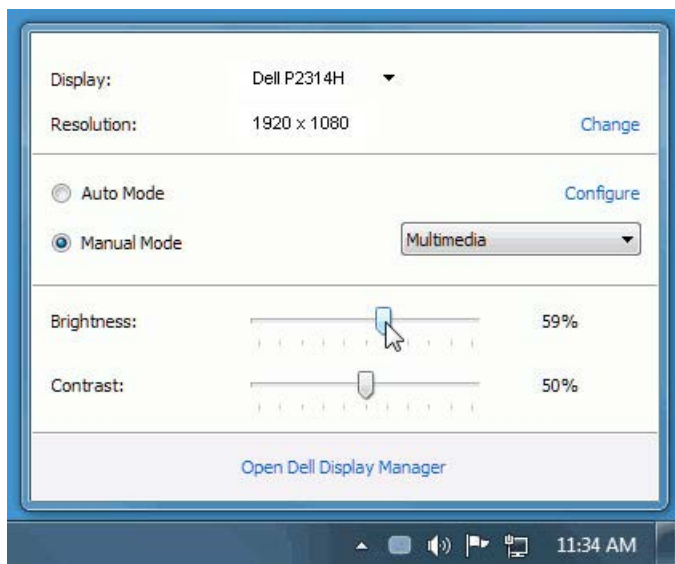 Display: Dell P2314H
Resolution: 1920 x 1080 Change
Auto Mode Configure
Manual Mode Multimedia
Brightness: 59%
Contrast: 50%
Open Dell Display Manager
11:34 AM